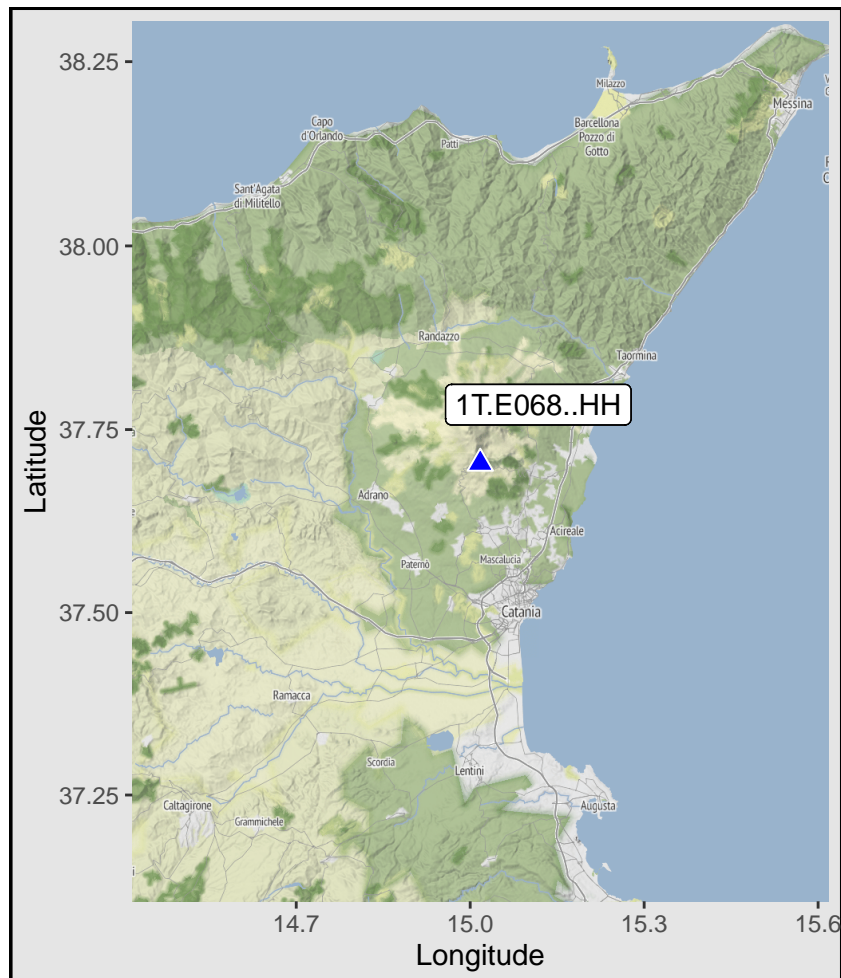 38.25
38.00
37.75
37.50
37.25
Latitude
Milazzo
Messina
Capo
d'Orlando
Barcellona
Pozzo di
Gotto
Patti
Sant'Agata
di Militello
Randazzo
Taormina
1T.E068..HH
Adrano
Acireale
Paternò
Mascalucia
Catania
Ramacca
Scordia
Lentini
Caltagirone
Augusta
Grammichele
14.7
15.0
15.3
15.6
Longitude